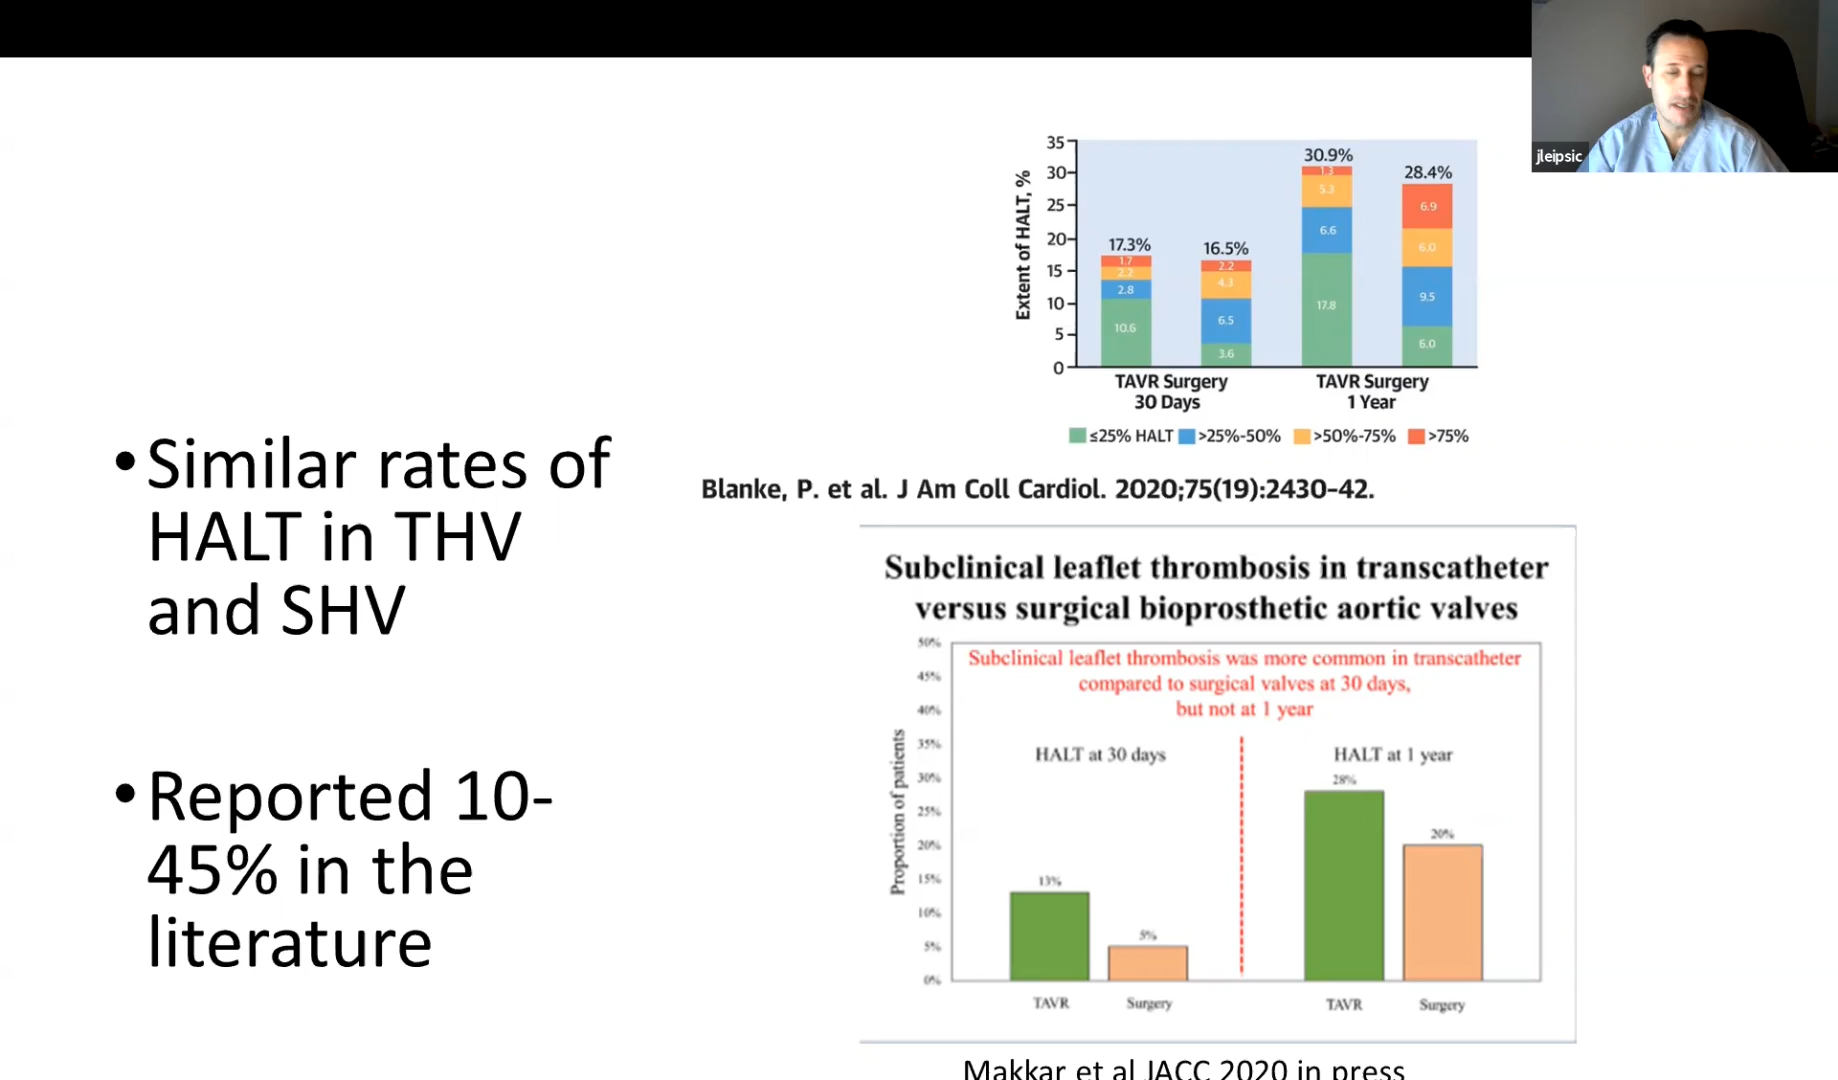 jleipsic
•Similar rates of
HALT in THV
and SHV
•Reported 10-
45% in the
literature
Extent of HALT, %
35
30
25
20
15
10
5
0
17.3%
1.7
2.2
2.8
10.6
16.5%
2.2
4.3
6.5
3.6
30.9%
1.3
5.3
6.6
17.8
28.4%
6.9
6.0
9.5
6.0
TAVR Surgery
30 Days
TAVR Surgery
1 Year
≤25% HALT >25%-50% >50%-75% >75%
Blanke, P. et al. J Am Coll Cardiol. 2020;75(19):2430-42.
Subclinical leaflet thrombosis in transcatheter
versus surgical bioprosthetic aortic valves
Subclinical leaflet thrombosis was more common in transcatheter
compared to surgical valves at 30 days,
but not at 1 year
Proportion of patients
50%
45%
40%
35%
30%
25%
20%
15%
10%
5%
0%
HALT at 30 days
13%
5%
TAVR Surgery
HALT at 1 year
28%
20%
TAVR Surgery
Makkar et al JACC 2020 in press